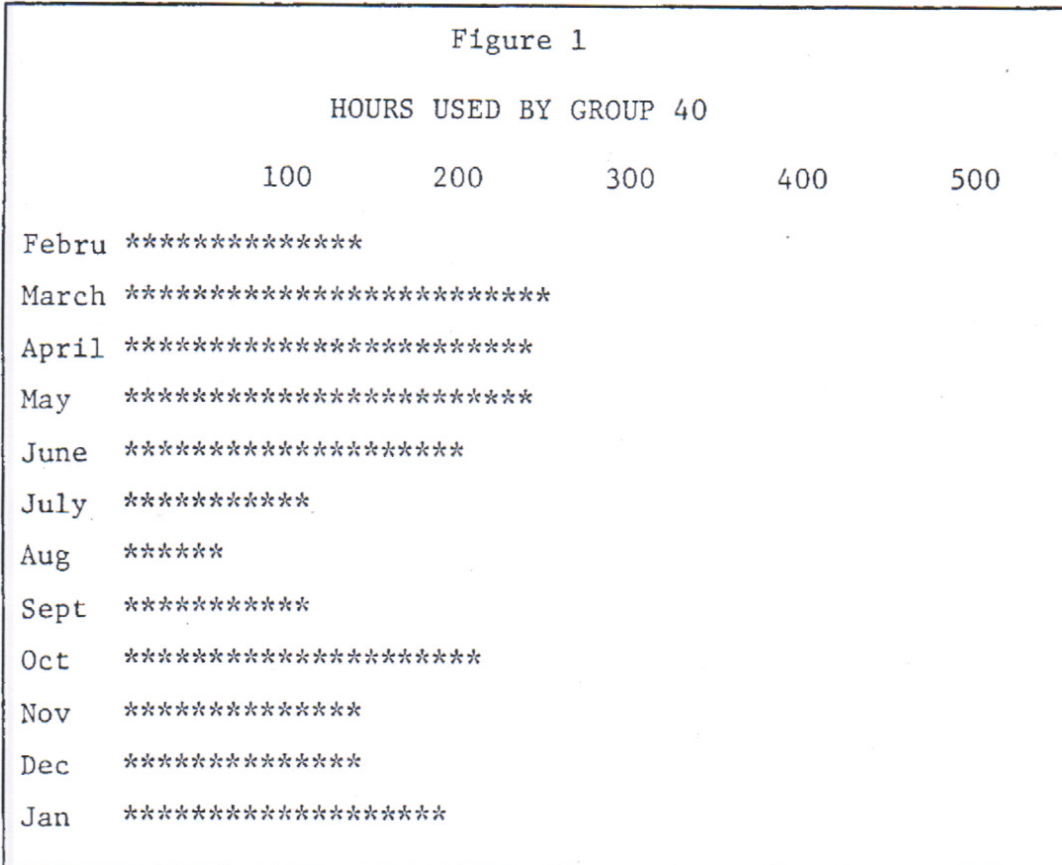 Figure 1
HOURS USED BY GROUP 40
100 200 300 400 500
Febru **************
March *************************
April ************************
May ************************
June ********************
July ***********
Aug ******
Sept ***********
Oct *********************
Nov **************
Dec **************
Jan *******************